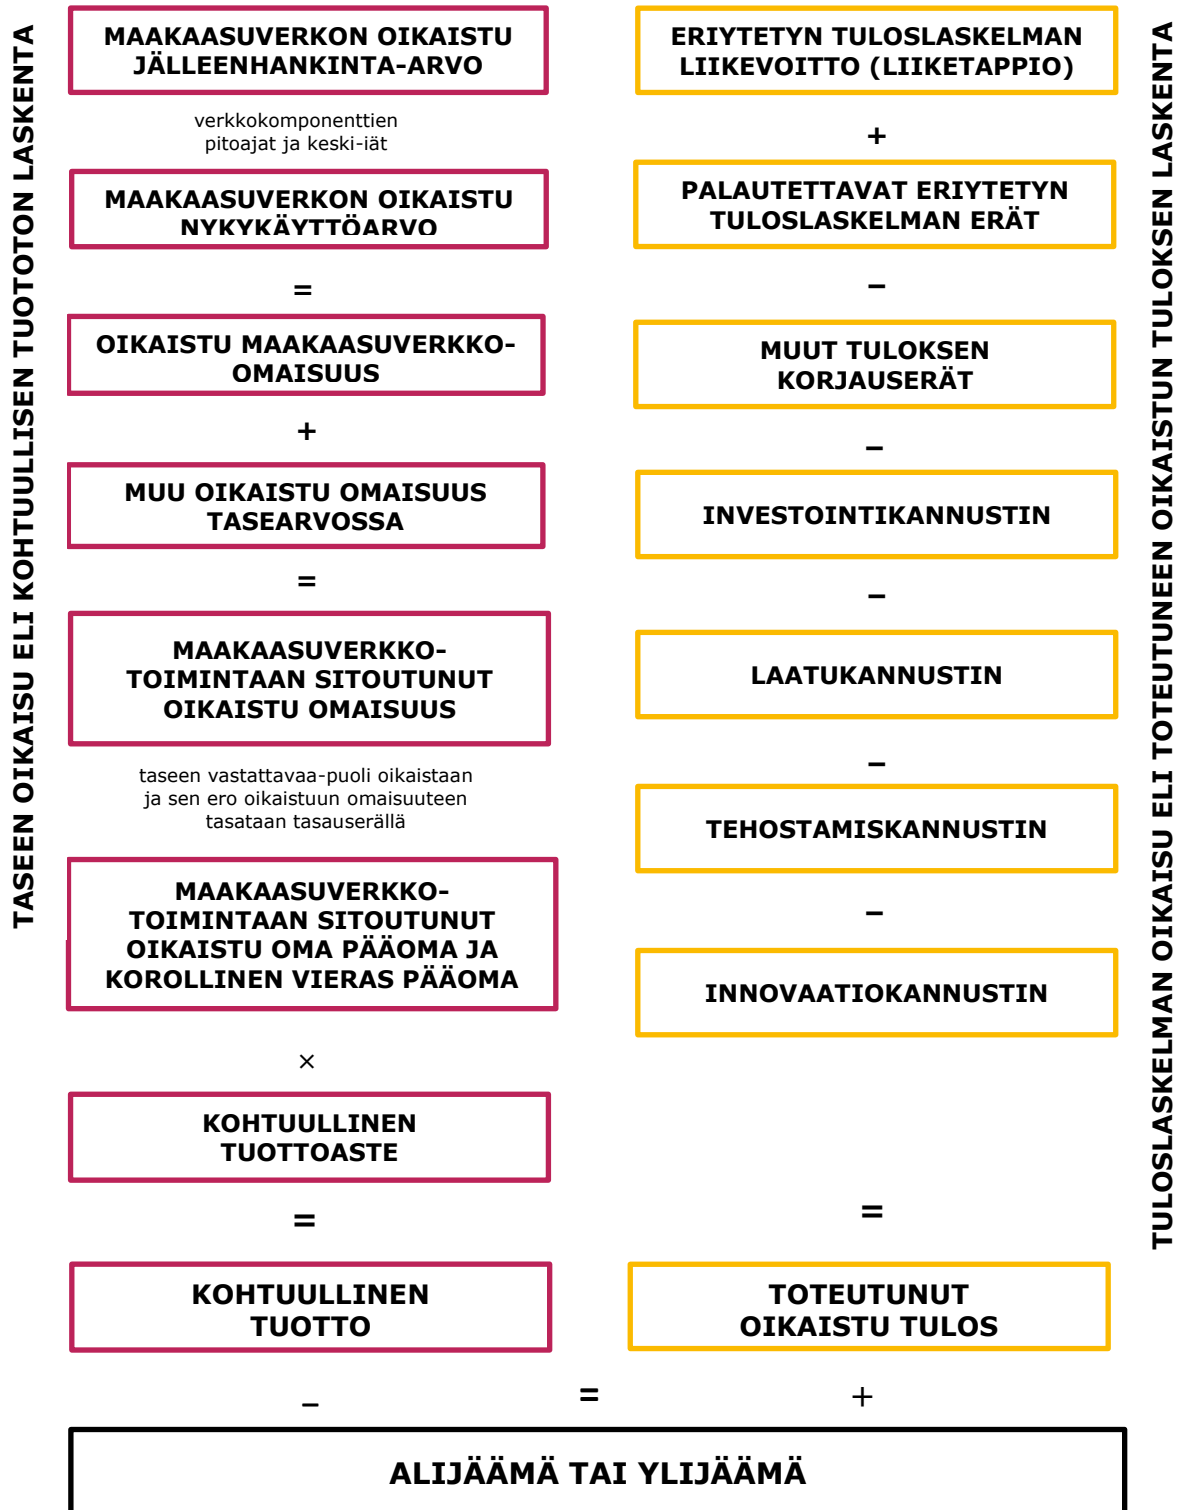 TASEEN OIKAISU ELI KOHTUULLISEN TUOTOTON LASKENTA
MAAKAASUVERKON OIKAISTU
JÄLLEENHANKINTA-ARVO
verkkokomponenttien
pitoajat ja keski-iät
MAAKAASUVERKON OIKAISTU
NYKYKÄYTTÖARVO
=
OIKAISTU MAAKAASUVERKKO-
OMAISUUS
+
MUU OIKAISTU OMAISUUS
TASEARVOSSA
=
MAAKAASUVERKKO-
TOIMINTAAN SITOUTUNUT
OIKAISTU OMAISUUS
taseen vastattavaa-puoli oikaistaan
ja sen ero oikaistuun omaisuuteen
tasataan tasauserällä
MAAKAASUVERKKO-
TOIMINTAAN SITOUTUNUT
OIKAISTU OMA PÄÄOMA JA
KOROLLINEN VIERAS PÄÄOMA
×
KOHTUULLINEN
TUOTTOASTE
=
KOHTUULLINEN
TUOTTO
ERIYTETYN TULOSLASKELMAN
LIIKEVOITTO (LIIKETAPPIO)
+
PALAUTETTAVAT ERIYTETYN
TULOSLASKELMAN ERÄT
–
MUUT TULOKSEN
KORJAUSERÄT
–
INVESTOINTIKANNUSTIN
–
LAATUKANNUSTIN
–
TEHOSTAMISKANNUSTIN
–
INNOVAATIOKANNUSTIN
=
TOTEUTUNUT
OIKAISTU TULOS
TULOSLASKELMAN OIKAISU ELI TOTEUTUNEEN OIKAISTUN TULOKSEN LASKENTA
– = +
ALIJÄÄMÄ TAI YLIJÄÄMÄ